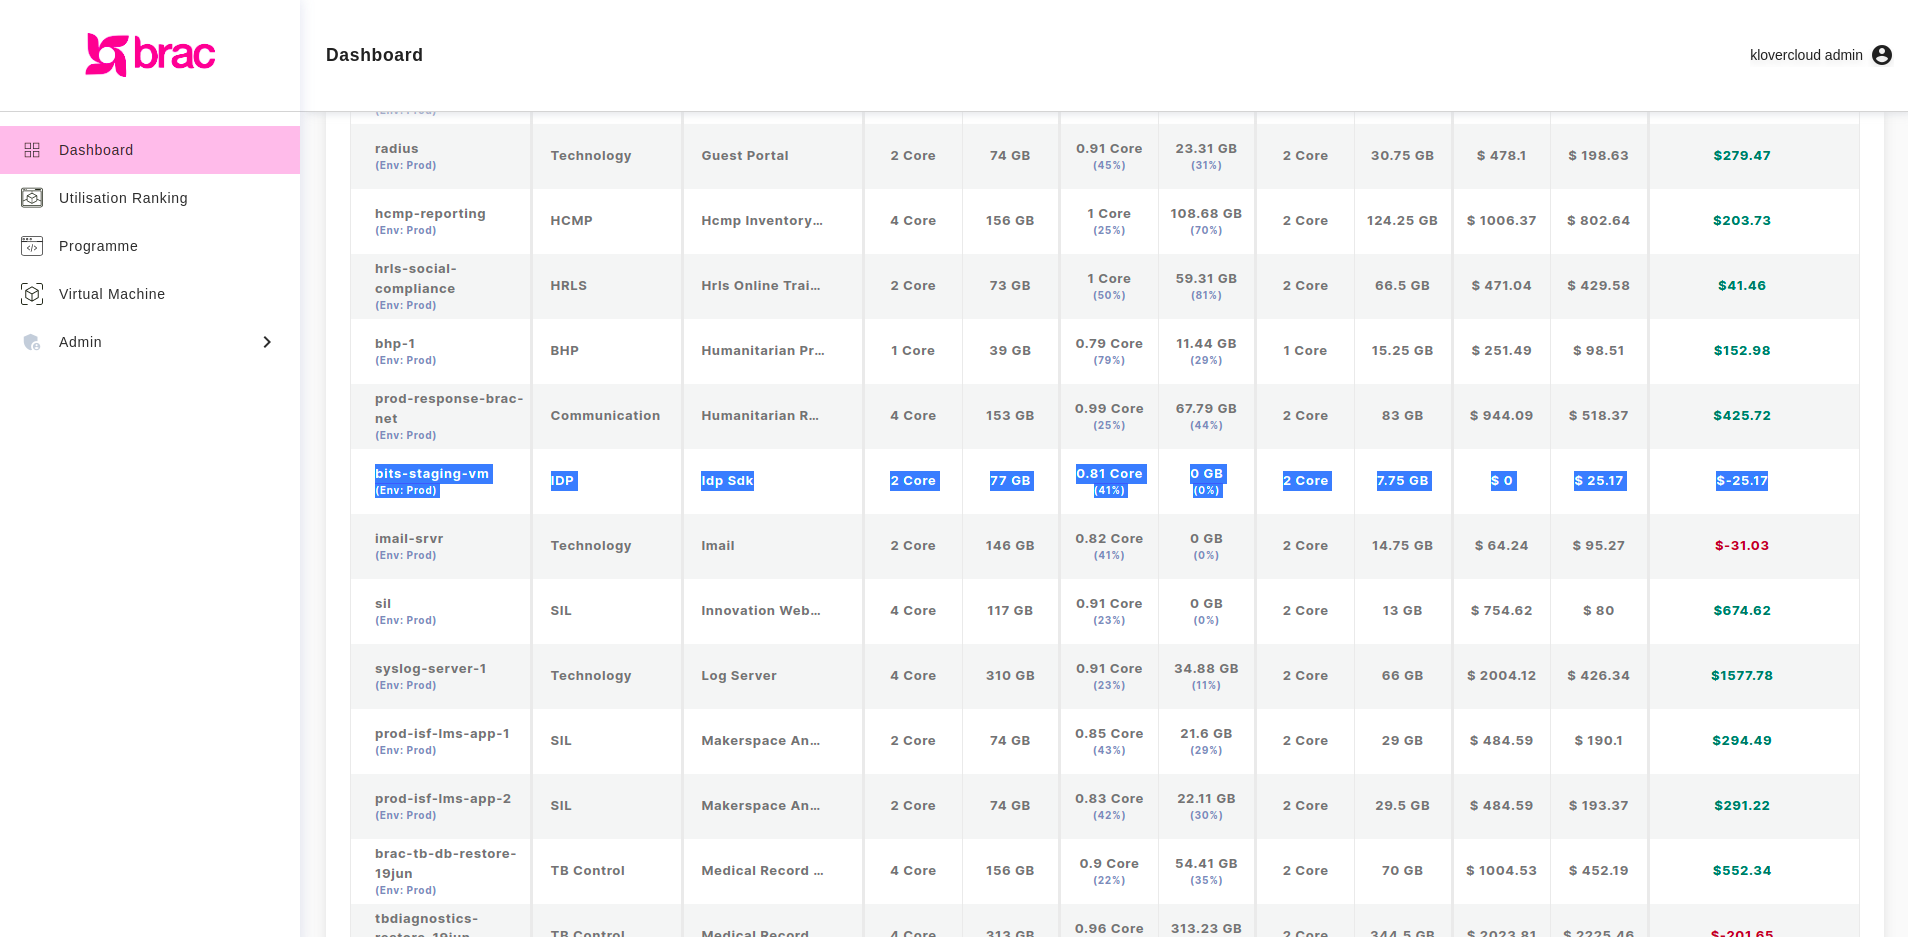 brac
Dashboard
klovercloud admin
Dashboard
Utilisation Ranking
Programme
Virtual Machine
Admin
(Env: Prod)
radius
(Env: Prod)
Technology
Guest Portal
2 Core
74 GB
0.91 Core
(45%)
23.31 GB
(31%)
2 Core
30.75 GB
$ 478.1
$ 198.63
$279.47
hcmp-reporting
(Env: Prod)
HCMP
Hcmp Inventory...
4 Core
156 GB
1 Core
(25%)
108.68 GB
(70%)
2 Core
124.25 GB
$ 1006.37
$ 802.64
$203.73
hrls-social-
compliance
(Env: Prod)
HRLS
Hrls Online Trai...
2 Core
73 GB
1 Core
(50%)
59.31 GB
(81%)
2 Core
66.5 GB
$ 471.04
$ 429.58
$41.46
bhp-1
(Env: Prod)
BHP
Humanitarian Pr...
1 Core
39 GB
0.79 Core
(79%)
11.44 GB
(29%)
1 Core
15.25 GB
$ 251.49
$ 98.51
$152.98
prod-response-brac-
net
(Env: Prod)
Communication
Humanitarian R...
4 Core
153 GB
0.99 Core
(25%)
67.79 GB
(44%)
2 Core
83 GB
$ 944.09
$ 518.37
$425.72
bits-staging-vm
(Env: Prod)
IDP
Idp Sdk
2 Core
77 GB
0.81 Core
(41%)
0 GB
(0%)
2 Core
7.75 GB
$ 0
$ 25.17
$-25.17
imail-srvr
(Env: Prod)
Technology
Imail
2 Core
146 GB
0.82 Core
(41%)
0 GB
(0%)
2 Core
14.75 GB
$ 64.24
$ 95.27
$-31.03
sil
(Env: Prod)
SIL
Innovation Web...
4 Core
117 GB
0.91 Core
(23%)
0 GB
(0%)
2 Core
13 GB
$ 754.62
$ 80
$674.62
syslog-server-1
(Env: Prod)
Technology
Log Server
4 Core
310 GB
0.91 Core
(23%)
34.88 GB
(11%)
2 Core
66 GB
$ 2004.12
$ 426.34
$1577.78
prod-isf-lms-app-1
(Env: Prod)
SIL
Makerspace An...
2 Core
74 GB
0.85 Core
(43%)
21.6 GB
(29%)
2 Core
29 GB
$ 484.59
$ 190.1
$294.49
prod-isf-lms-app-2
(Env: Prod)
SIL
Makerspace An...
2 Core
74 GB
0.83 Core
(42%)
22.11 GB
(30%)
2 Core
29.5 GB
$ 484.59
$ 193.37
$291.22
brac-tb-db-restore-
19jun
(Env: Prod)
TB Control
Medical Record ...
4 Core
156 GB
0.9 Core
(22%)
54.41 GB
(35%)
2 Core
70 GB
$ 1004.53
$ 452.19
$552.34
tbdiagnostics-
restore-19jun
TB Control
Medical Record
4 Core
313 GB
0.96 Core
313.23 GB
2 Core
344.5 GB
$ 2023.81
$ 2225.46
$-201.65